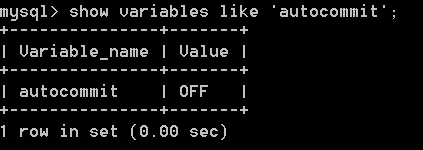 mysql> show variables like 'autocommit';
+---------------+-------+
| Variable_name | Value |
+---------------+-------+
| autocommit    | OFF   |
+---------------+-------+
1 row in set (0.00 sec)